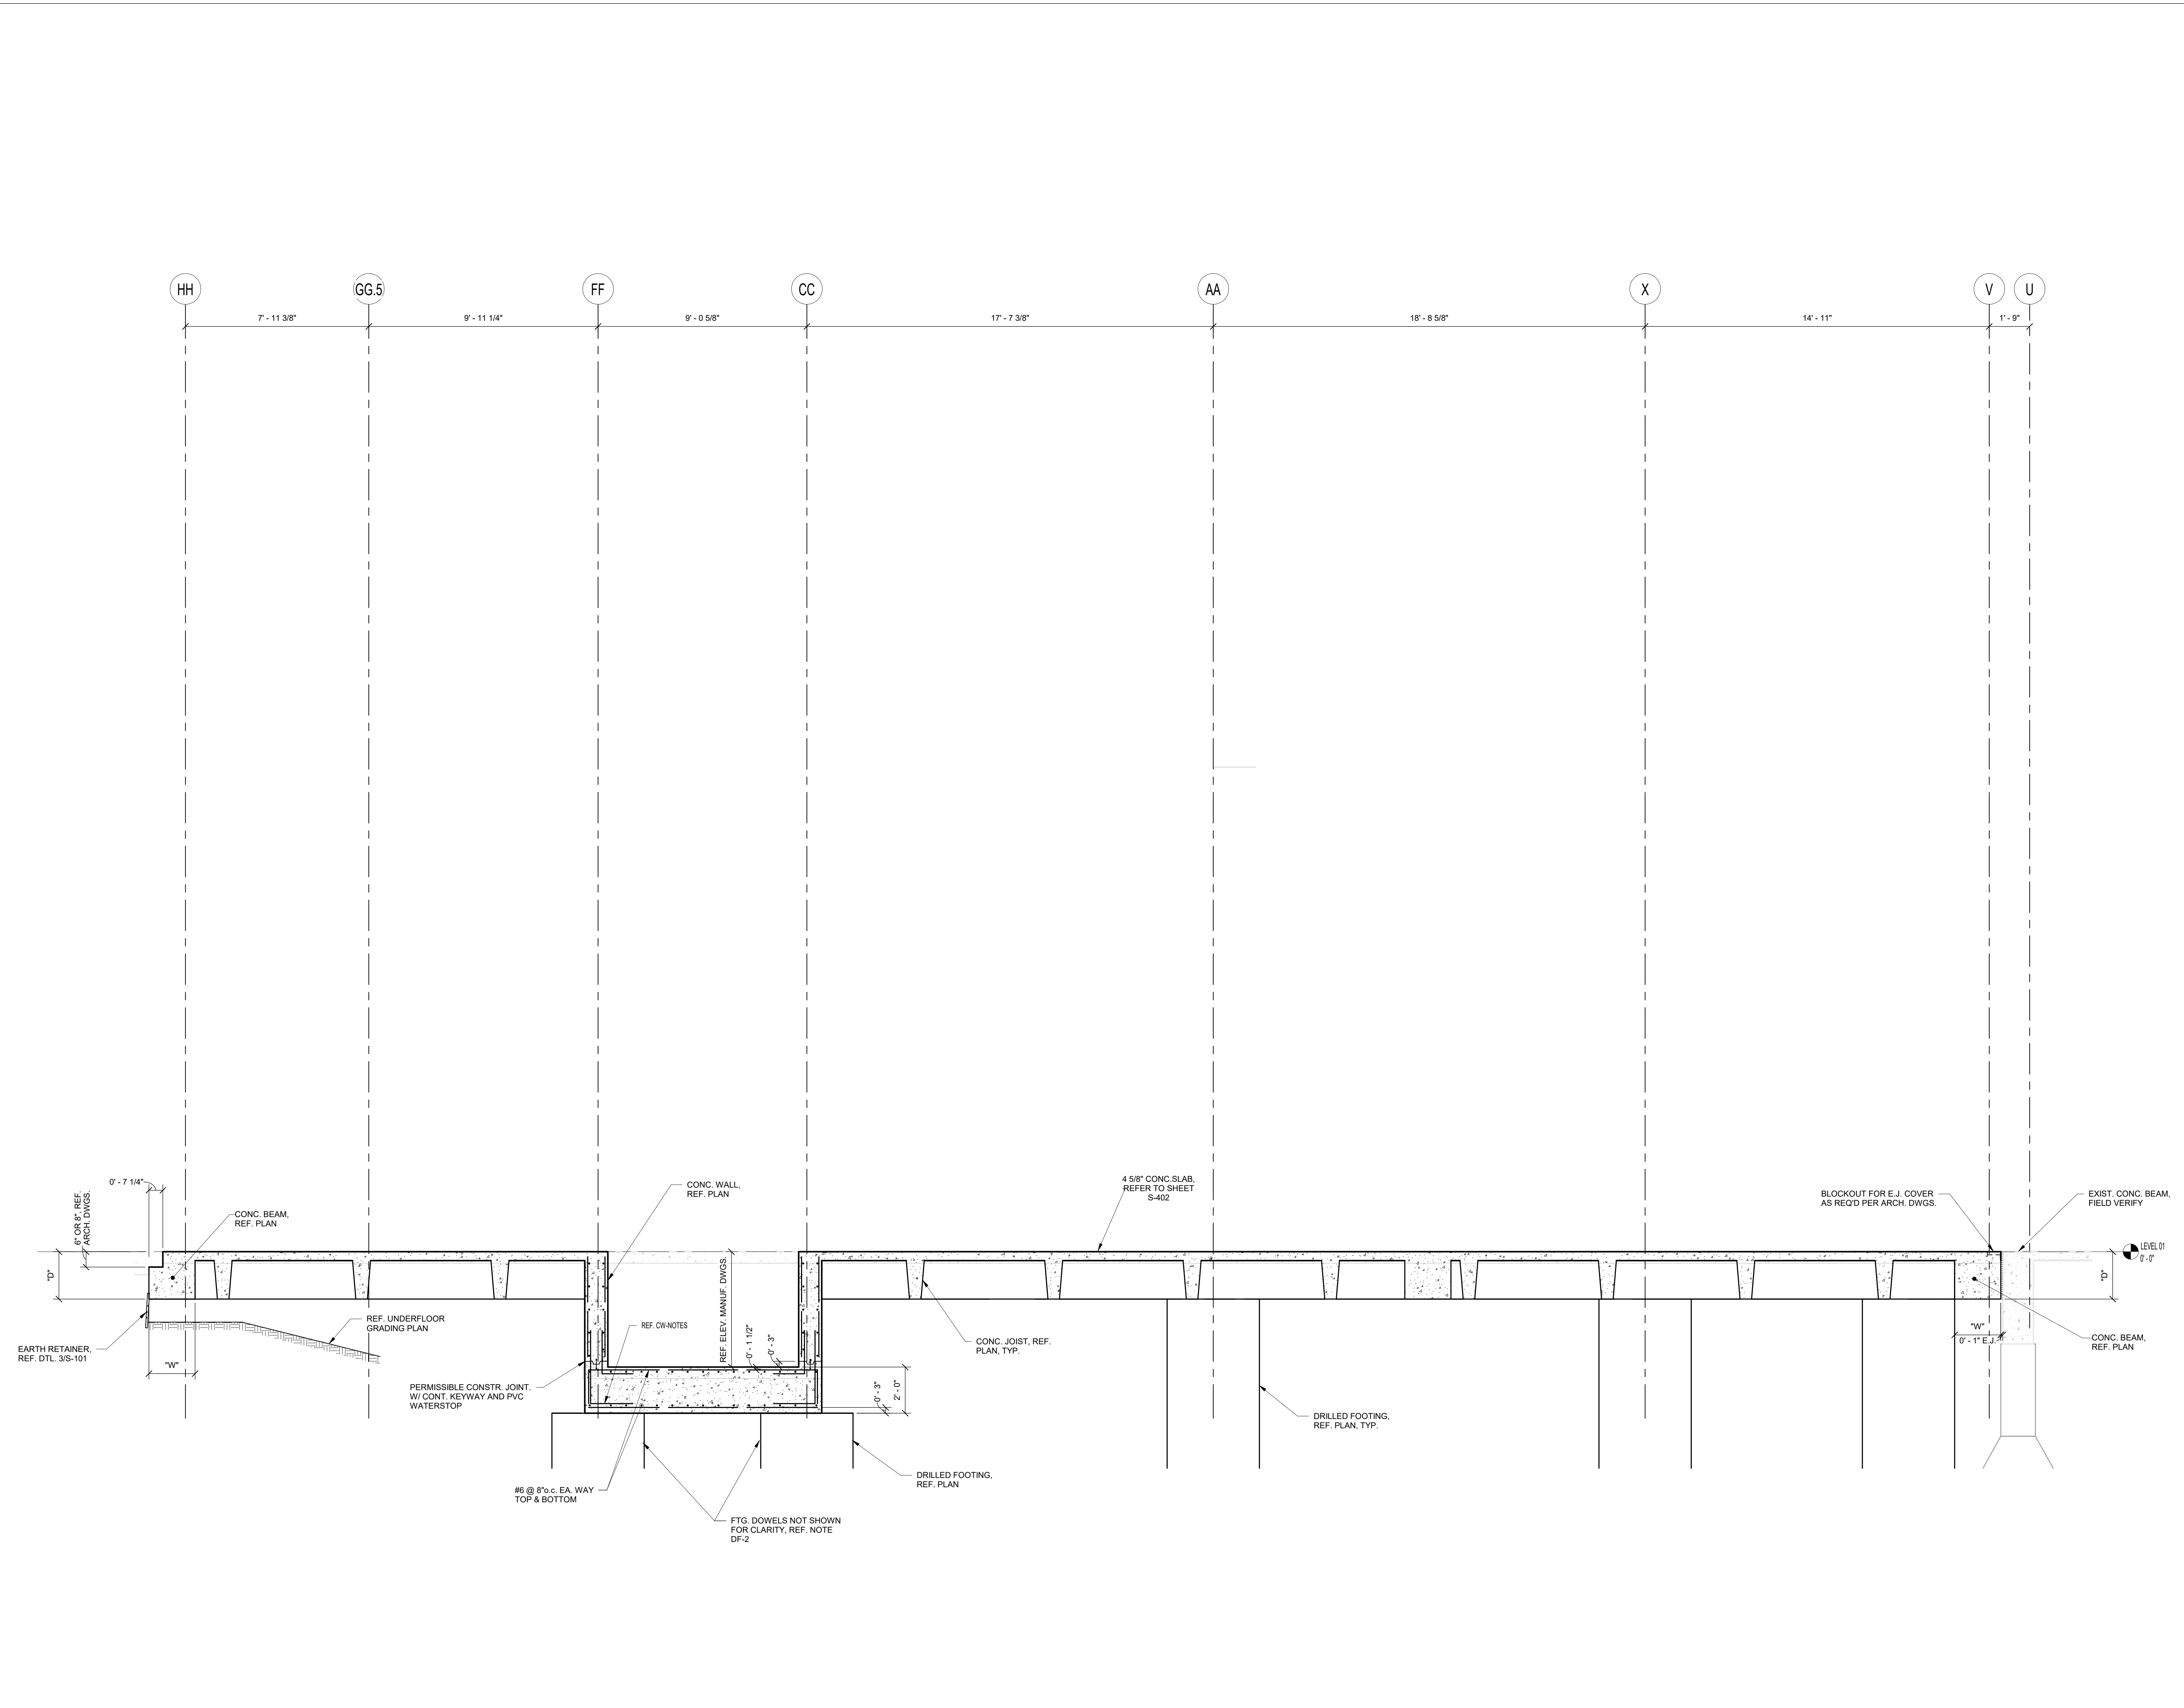 HH
GG.5
FF
CC
AA
X
V
U
7' - 11 3/8"
9' - 11 1/4"
9' - 0 5/8"
17' - 7 3/8"
18' - 8 5/8"
14' - 11"
1' - 9"
0' - 7 1/4"
6" OR 8", REF.
ARCH. DWGS.
"D"
CONC. BEAM,
REF. PLAN
EARTH RETAINER,
REF. DTL. 3/S-101
"W"
REF. UNDERFLOOR
GRADING PLAN
PERMISSIBLE CONSTR. JOINT.
W/ CONT. KEYWAY AND PVC
WATERSTOP
CONC. WALL,
REF. PLAN
REF. CW-NOTES
REF. ELEV. MANUF. DWGS.
0' - 1 1/2"
0' - 3"
0' - 3"
2' - 0"
#6 @ 8"o.c. EA. WAY
TOP & BOTTOM
FTG. DOWELS NOT SHOWN
FOR CLARITY, REF. NOTE
DF-2
DRILLED FOOTING,
REF. PLAN
4 5/8" CONC.SLAB,
REFER TO SHEET
S-402
CONC. JOIST, REF.
PLAN, TYP.
DRILLED FOOTING,
REF. PLAN, TYP.
BLOCKOUT FOR E.J. COVER
AS REQ'D PER ARCH. DWGS.
EXIST. CONC. BEAM,
FIELD VERIFY
LEVEL 01
0' - 0"
"D"
"W"
0' - 1" E.J.
CONC. BEAM,
REF. PLAN